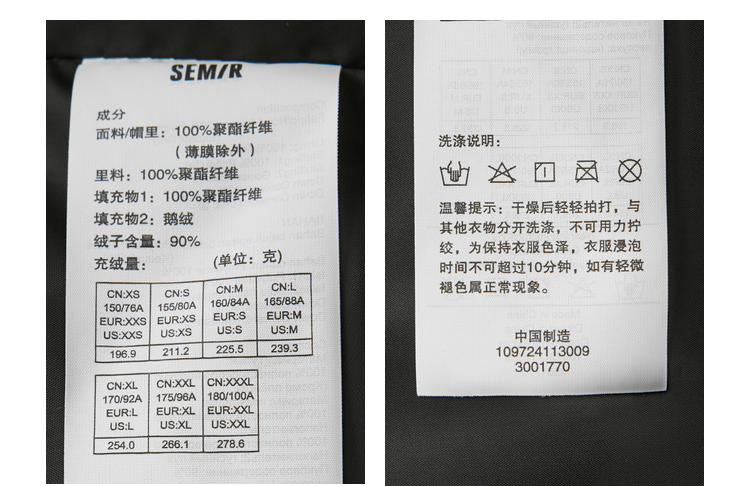 SEMIR
成分
面料/帽里：100%聚酯纤维
（薄膜除外）
里料：100%聚酯纤维
填充物1：100%聚酯纤维
填充物2：鹅绒
绒子含量：90%
充绒量： (单位：克)
CN:XS CN:S CN:M CN:L
150/76A 155/80A 160/84A 165/88A
EUR:XXS EUR:XS EUR:S EUR:M
US:XXS US:XS US:S US:M
196.9 211.2 225.5 239.3
CN:XL CN:XXL CN:XXXL
170/92A 175/96A 180/100A
EUR:L EUR:XL EUR:XXL
US:L US:XL US:XXL
254.0 266.1 278.6
洗涤说明：
温馨提示：干燥后轻轻拍打，与
其他衣物分开洗涤，不可用力拧
绞，为保持衣服色泽，衣服浸泡
时间不可超过10分钟，如有轻微
褪色属正常现象。
中国制造
109724113009
3001770